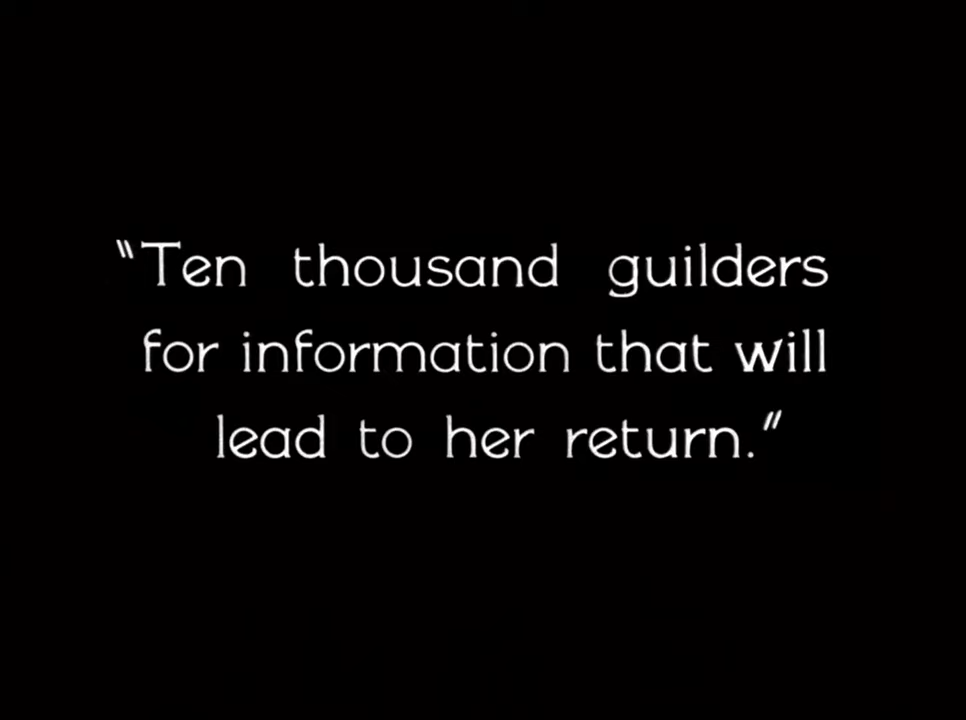 "Ten thousand guilders
for information that will
lead to her return."